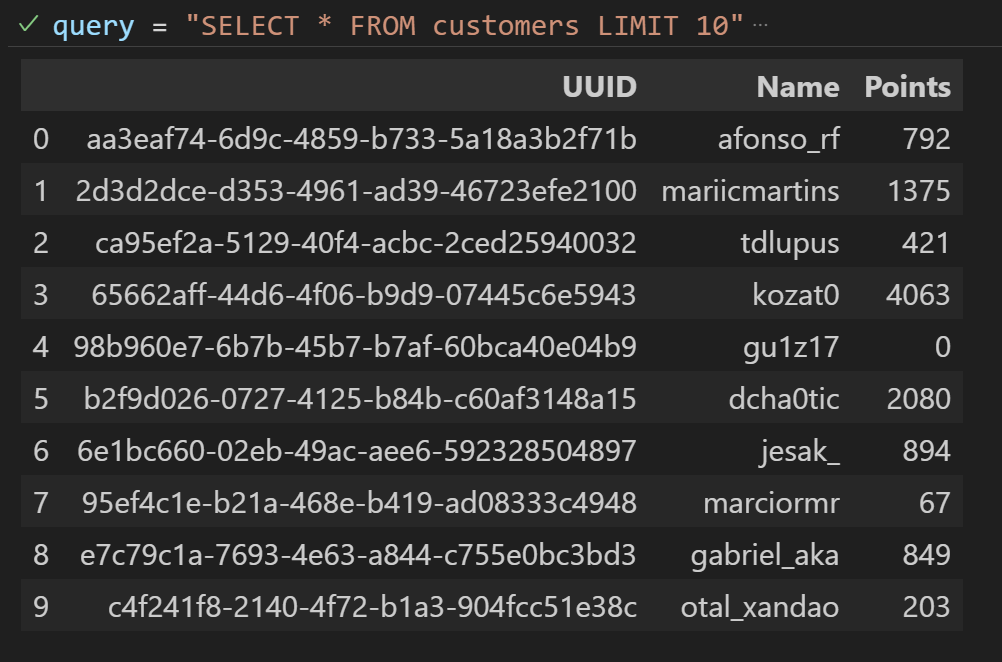 query = "SELECT * FROM customers LIMIT 10" ...
UUID Name Points
0 aa3eaf74-6d9c-4859-b733-5a18a3b2f71b afonso_rf 792
1 2d3d2dce-d353-4961-ad39-46723efe2100 mariicmartins 1375
2 ca95ef2a-5129-40f4-acbc-2ced25940032 tdlupus 421
3 65662aff-44d6-4f06-b9d9-07445c6e5943 kozat0 4063
4 98b960e7-6b7b-45b7-b7af-60bca40e04b9 gu1z17 0
5 b2f9d026-0727-4125-b84b-c60af3148a15 dcha0tic 2080
6 6e1bc660-02eb-49ac-aee6-592328504897 jesak_ 894
7 95ef4c1e-b21a-468e-b419-ad08333c4948 marciormr 67
8 e7c79c1a-7693-4e63-a844-c755e0bc3bd3 gabriel_aka 849
9 c4f241f8-2140-4f72-b1a3-904fcc51e38c otal_xandao 203